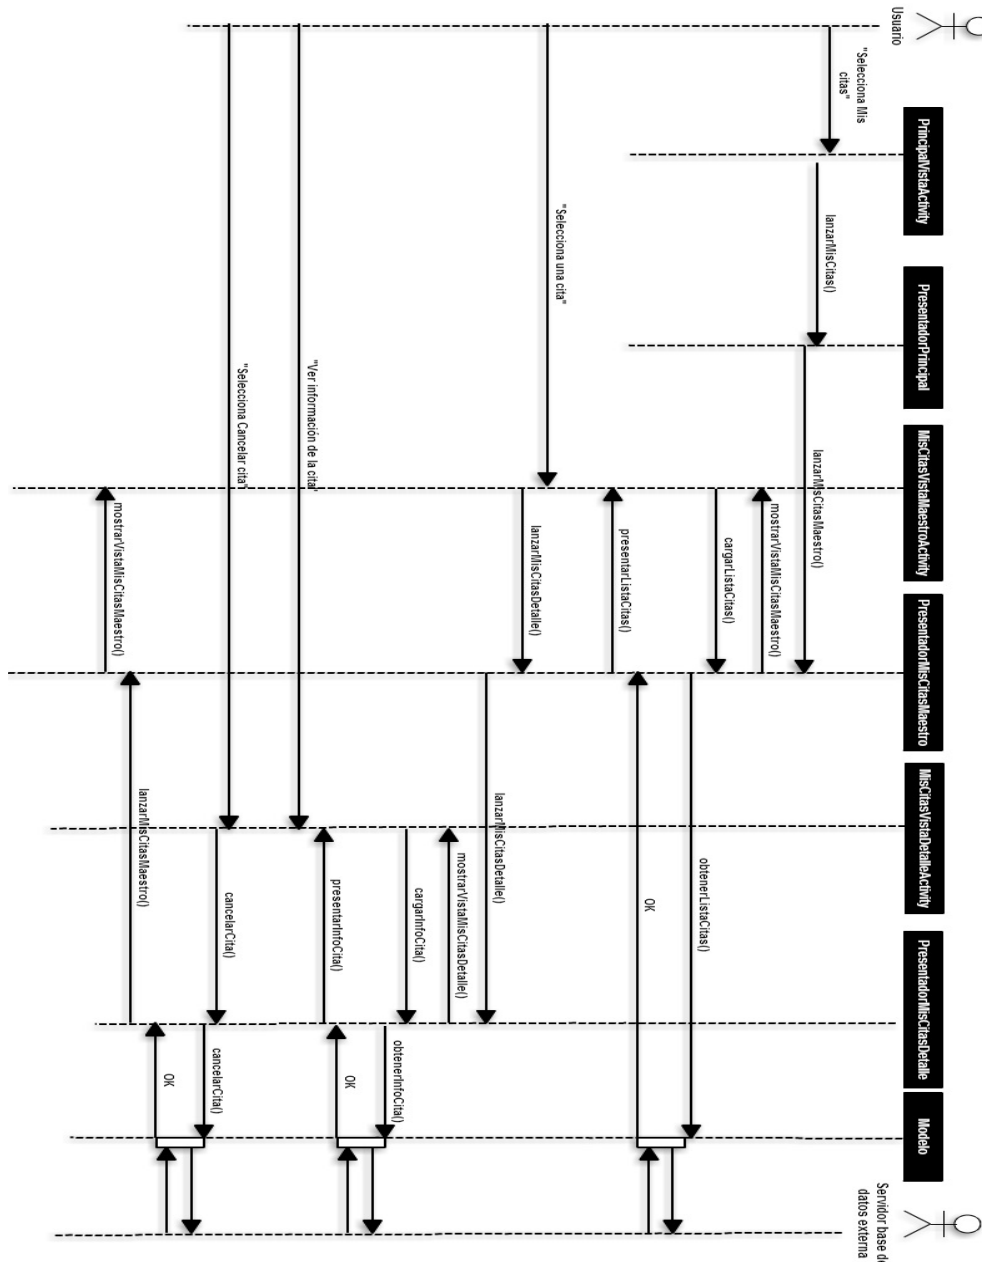 Usuario
PrincipalVistaActivity
PresentadorPrincipal
MisCitasVistaMaestroActivity
PresentadorMisCitasMaestro
MisCitasVistaDetalleActivity
PresentadorMisCitasDetalle
Modelo
Servidor base de
datos externa
"Selecciona Mis
citas"
lanzarMisCitas()
lanzarMisCitasMaestro()
mostrarVistaMisCitasMaestro()
cargarListaCitas()
obtenerListaCitas()
OK
presentarListaCitas()
"Selecciona una cita"
lanzarMisCitasDetalle()
lanzarMisCitasDetalle()
mostrarVistaMisCitasDetalle()
cargarInfoCita()
obtenerInfoCita()
OK
presentarInfoCita()
"Ver información de la cita"
"Selecciona Cancelar cita"
cancelarCita()
cancelarCita()
OK
lanzarMisCitasMaestro()
mostrarVistaMisCitasMaestro()